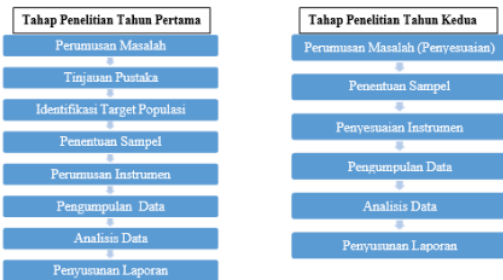 Tahap Penelitian Tahun Pertama
Perumusan Masalah
Tinjauan Pustaka
Identifikasi Target Populasi
Penentuan Sampel
Perumusan Instrumen
Pengumpulan Data
Analisis Data
Penyusunan Laporan
Tahap Penelitian Tahun Kedua
Perumusan Masalah (Penyesuaian)
Penentuan Sampel
Penyesuaian Instrumen
Pengumpulan Data
Analisis Data
Penyusunan Laporan